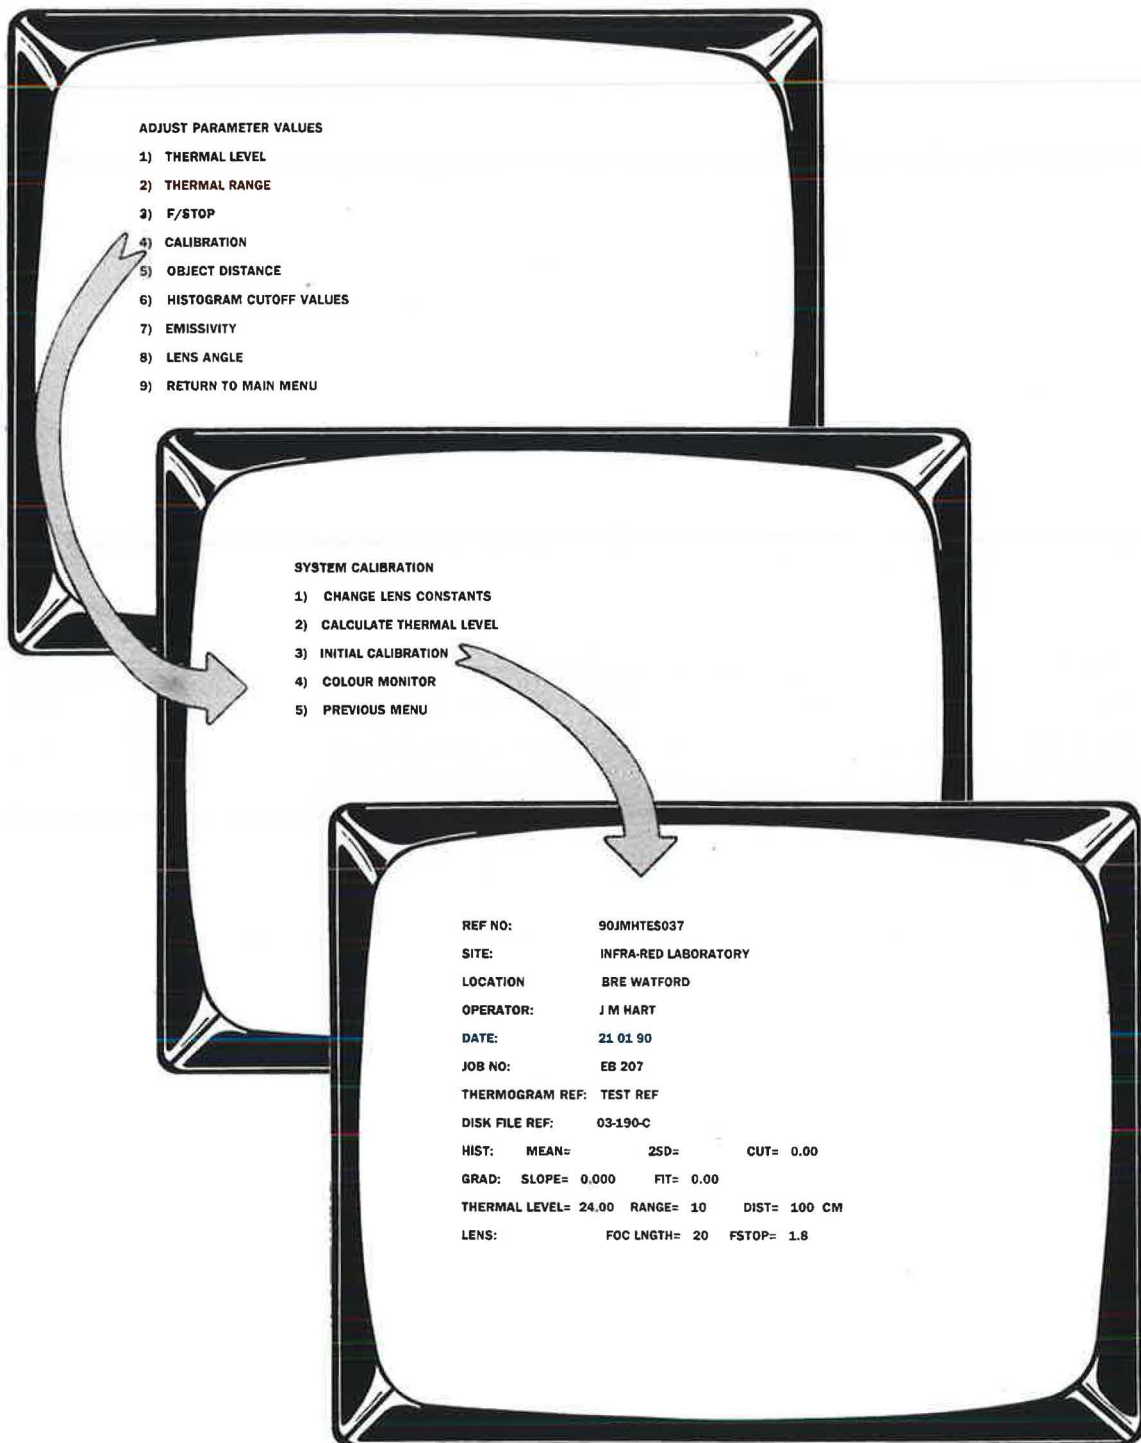 ADJUST PARAMETER VALUES
1) THERMAL LEVEL
2) THERMAL RANGE
3) F/STOP
4) CALIBRATION
5) OBJECT DISTANCE
6) HISTOGRAM CUTOFF VALUES
7) EMISSIVITY
8) LENS ANGLE
9) RETURN TO MAIN MENU
SYSTEM CALIBRATION
1) CHANGE LENS CONSTANTS
2) CALCULATE THERMAL LEVEL
3) INITIAL CALIBRATION
4) COLOUR MONITOR
5) PREVIOUS MENU
REF NO: 90JMHTES037
SITE: INFRA-RED LABORATORY
LOCATION BRE WATFORD
OPERATOR: J M HART
DATE: 21 01 90
JOB NO: EB 207
THERMOGRAM REF: TEST REF
DISK FILE REF: 03-190-C
HIST: MEAN= 2SD= CUT= 0.00
GRAD: SLOPE= 0.000 FIT= 0.00
THERMAL LEVEL= 24.00 RANGE= 10 DIST= 100 CM
LENS: FOC LNGTH= 20 FSTOP= 1.8